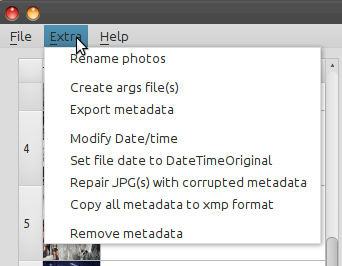 File Extra Help
Rename photos
Create args file(s)
Export metadata
4
Modify Date/time
Set file date to DateTimeOriginal
Repair JPG(s) with corrupted metadata
Copy all metadata to xmp format
5
Remove metadata